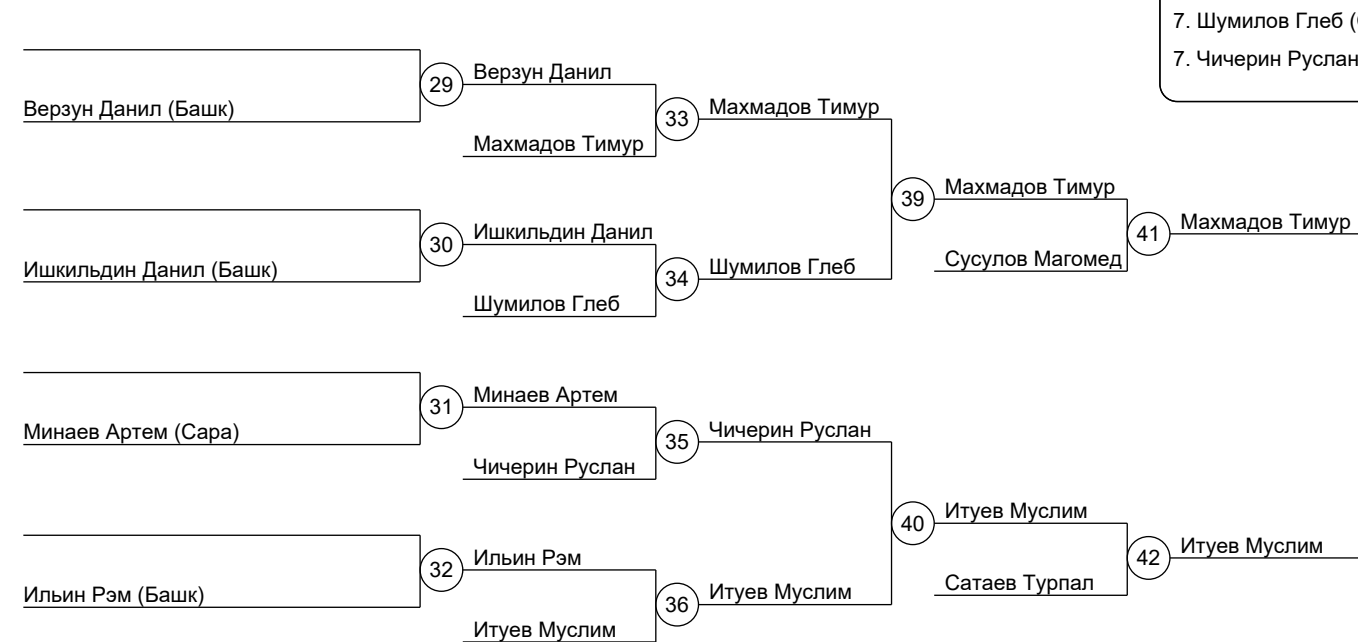 7. Шумилов Глеб (
7. Чичерин Руслан
29
Верзун Данил
Верзун Данил (Башк)
33
Махмадов Тимур
Махмадов Тимур
39
Махмадов Тимур
30
Ишкильдин Данил
41
Махмадов Тимур
Ишкильдин Данил (Башк)
34
Шумилов Глеб
Сусулов Магомед
Шумилов Глеб
31
Минаев Артем
Минаев Артем (Сара)
35
Чичерин Руслан
Чичерин Руслан
40
Итуев Муслим
32
Ильин Рэм
42
Итуев Муслим
Ильин Рэм (Башк)
36
Итуев Муслим
Сатаев Турпал
Итуев Муслим